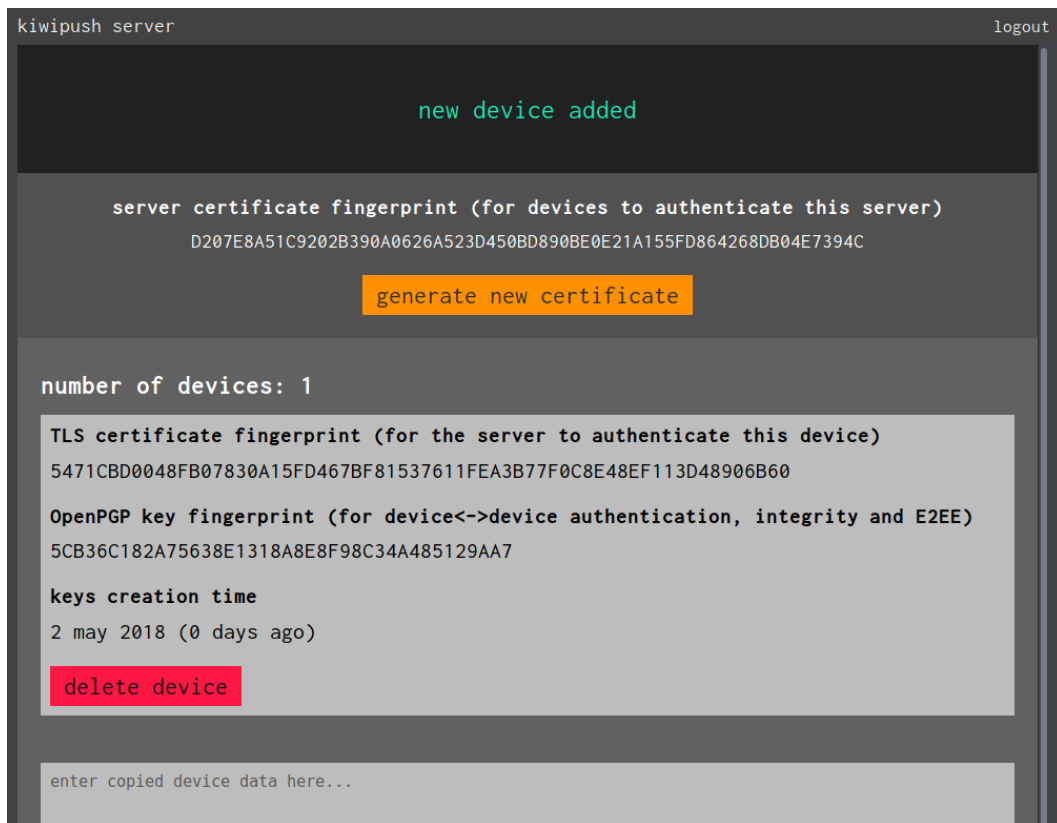 kiwipush server
logout
new device added
server certificate fingerprint (for devices to authenticate this server)
D207E8A51C9202B390A0626A523D450BD890BE0E21A155FD864268DB04E7394C
generate new certificate
number of devices: 1
TLS certificate fingerprint (for the server to authenticate this device)
5471CBD0048FB07830A15FD467BF81537611FEA3B77F0C8E48EF113D48906B60
OpenPGP key fingerprint (for device<->device authentication, integrity and E2EE)
5CB36C182A75638E1318A8E8F98C34A485129AA7
keys creation time
2 may 2018 (0 days ago)
delete device
enter copied device data here...